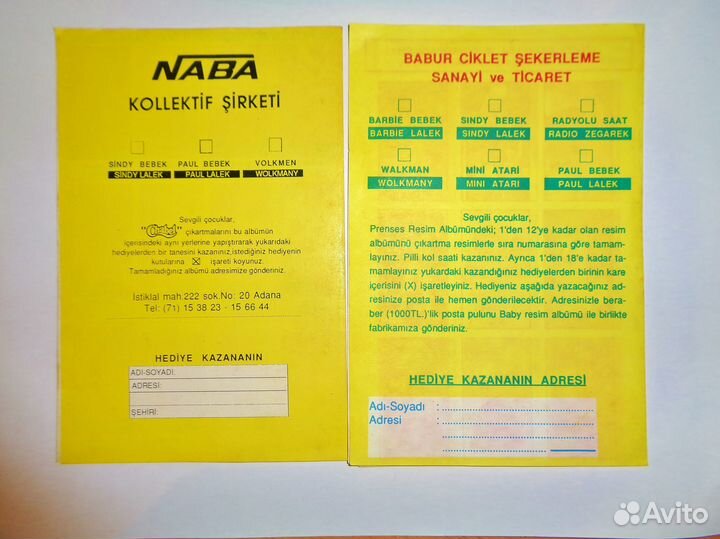 NABA
KOLLEKTİF ŞİRKETİ
SİNDY BEBEK PAUL BEBEK VOLKMEN
SİNDY LALEK PAUL LALEK WOLKMANY
Sevgili çocuklar,
" " çıkartmalarını bu albümün
içerisindeki aynı yerlerine yapıştırarak yukarıdaki
hediyelerden bir tanesini kazanınız,istediğiniz hediyenin
kutularına ☒ işareti koyunuz.
Tamamladığınız albümü adresimize gönderiniz.
İstiklal mah.222 sok.No: 20 Adana
Tel: (71) 15 38 23 - 15 66 44
HEDİYE KAZANANIN
ADI-SOYADI:
ADRESİ:
ŞEHİRİ:
BABUR CİKLET ŞEKERLEME
SANAYİ ve TİCARET
BARBİE BEBEK SINDY BEBEK RADYOLU SAAT
BARBIE LALEK SINDY LALEK RADIO ZEGAREK
WALKMAN MİNİ ATARİ PAUL BEBEK
WOLKMANY MINI ATARI PAUL LALEK
Sevgili çocuklar,
Prenses Resim Albümündeki; 1'den 12'ye kadar olan resim
albümünü çıkartma resimlerle sıra numarasına göre tamam-
layınız. Pilli kol saati kazanınız. Ayrıca 1'den 18'e kadar ta-
mamlayınız yukardaki kazandığınız hediyelerden birinin kare
içerisini (X) işaretleyiniz. Hediyeniz aşağıda yazacağınız ad-
resinize posta ile hemen gönderilecektir. Adresinizle bera-
ber (1000TL.)'lik posta pulunu Baby resim albümü ile birlikte
fabrikamıza gönderiniz.
HEDİYE KAZANANIN ADRESİ
Adı-Soyadı :
Adresi :
Avito